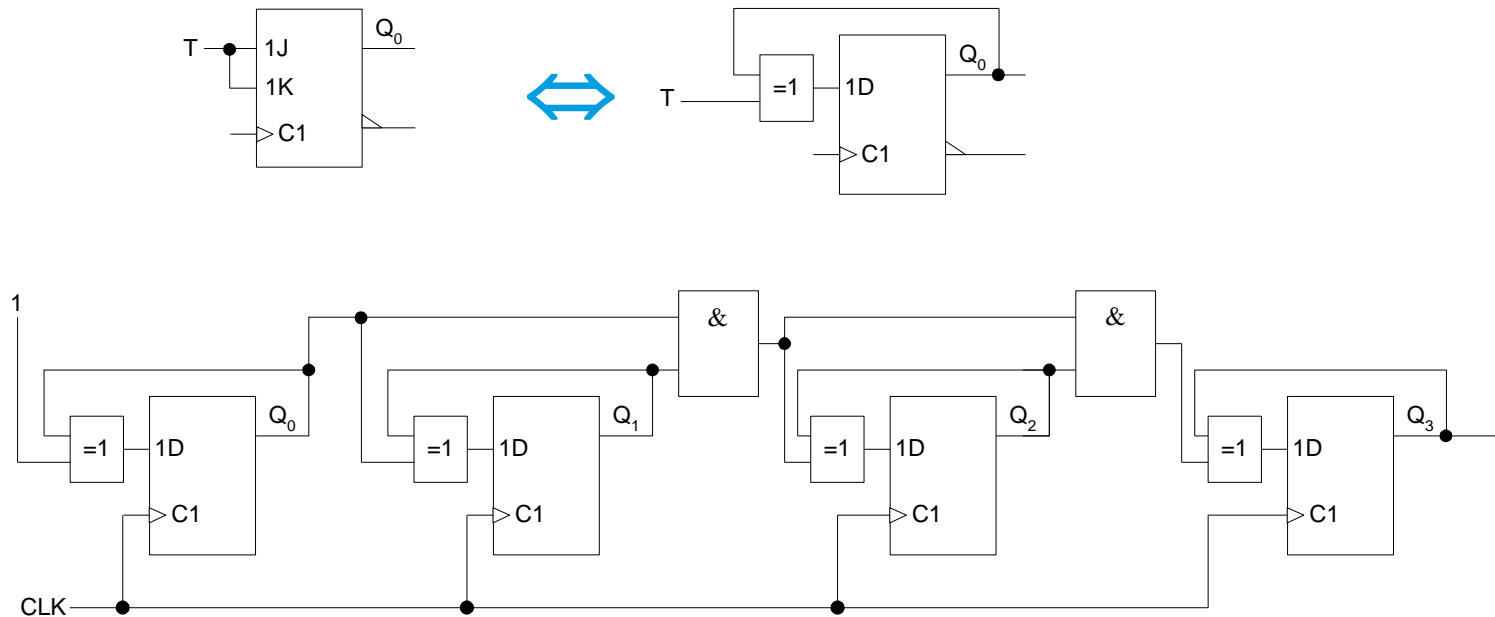 T 1J Q0
1K
C1
T =1 1D Q0
C1
1 & &
=1 1D Q0 =1 1D Q1 =1 1D Q2 =1 1D Q3
C1 C1 C1 C1
CLK